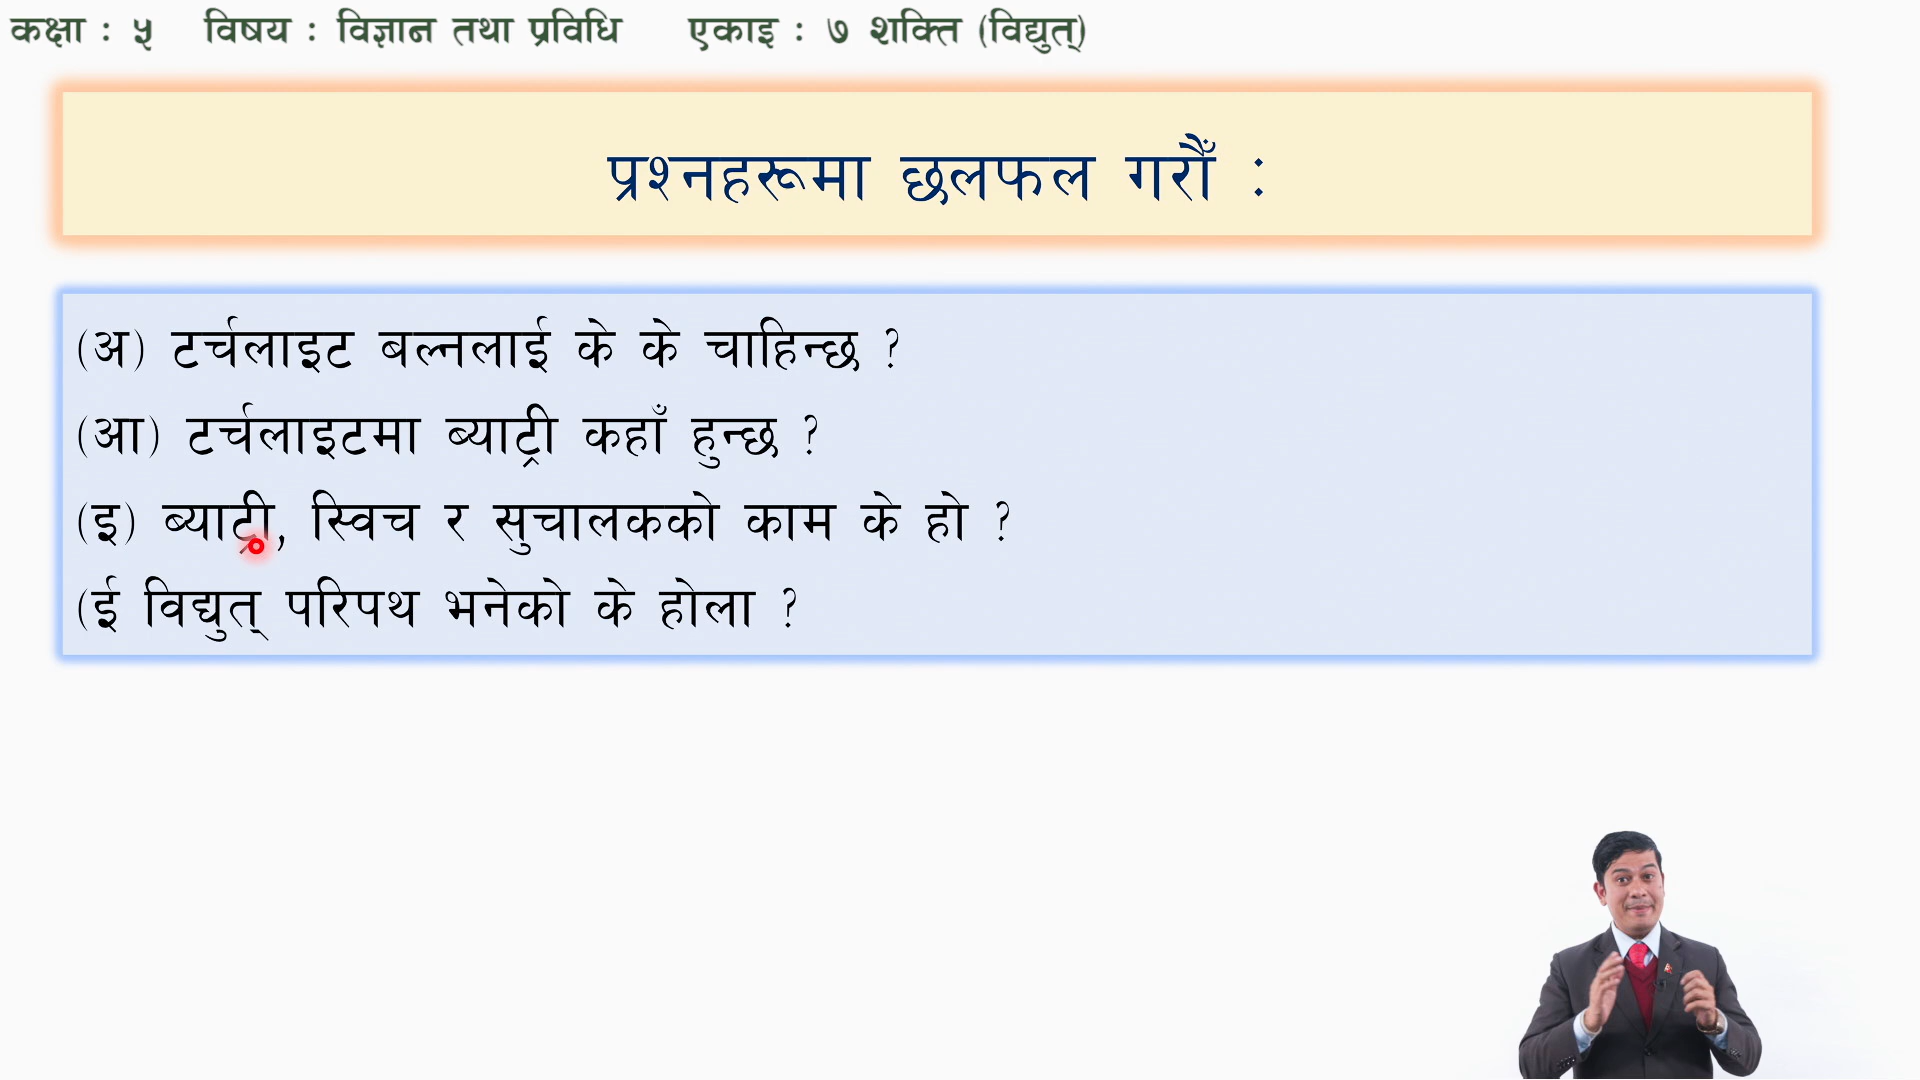 कक्षा : ५ विषय : विज्ञान तथा प्रविधि एकाइ : ७ शक्ति (विद्युत्)
प्रश्नहरूमा छलफल गरौँ :
(अ) टर्चलाइट बल्नलाई के के चाहिन्छ ?
(आ) टर्चलाइटमा ब्याट्री कहाँ हुन्छ ?
(इ) ब्याट्री, स्विच र सुचालकको काम के हो ?
(ई विद्युत् परिपथ भनेको के होला ?